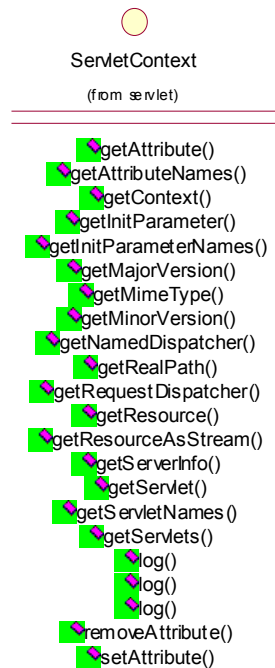 ServletContext
(from servlet)
getAttribute()
getAttributeNames()
getContext()
getInitParameter()
getInitParameterNames()
getMajorVersion()
getMimeType()
getMinorVersion()
getNamedDispatcher()
getRealPath()
getRequestDispatcher()
getResource()
getResourceAsStream()
getServerInfo()
getServlet()
getServletNames()
getServlets()
log()
log()
log()
removeAttribute()
setAttribute()